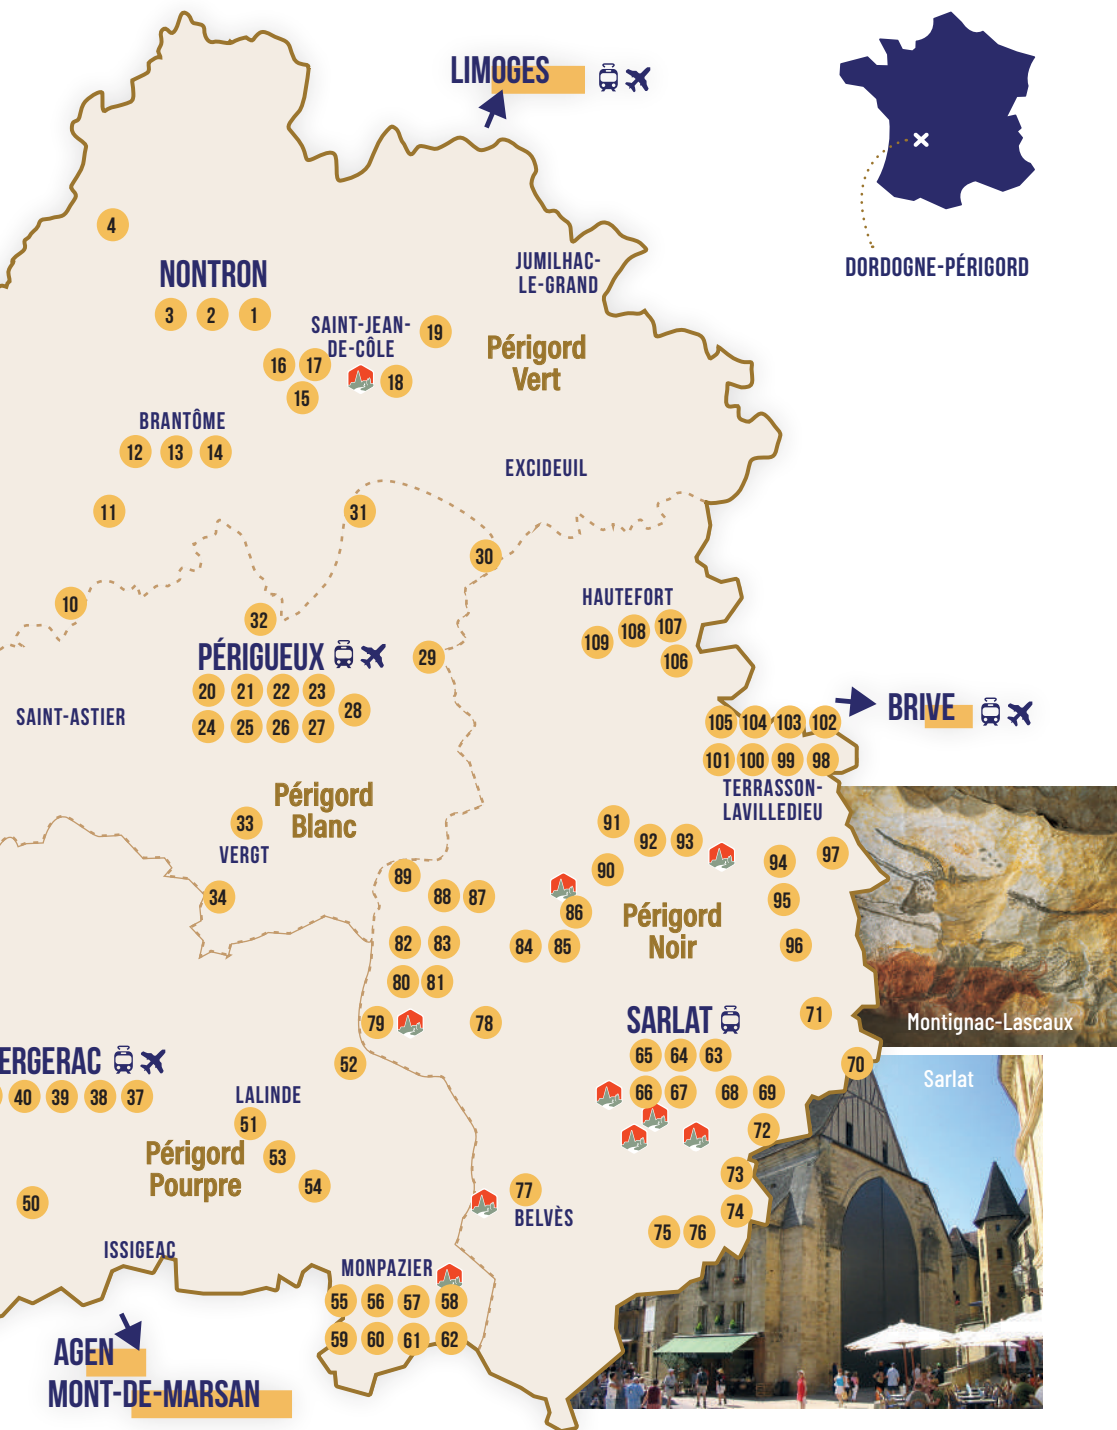 LIMOGES
DORDOGNE-PÉRIGORD
4
NONTRON
3 2 1
JUMILHAC-
LE-GRAND
SAINT-JEAN-
DE-CÔLE
19
Périgord
Vert
16 17
18
15
BRANTÔME
12 13 14
EXCIDEUIL
11
31
30
10
32
HAUTEFORT
109 108 107
106
PÉRIGUEUX
29
20 21 22 23
28
24 25 26 27
SAINT-ASTIER
BRIVE
105 104 103 102
101 100 99 98
TERRASSON-
LAVILLEDIEU
Périgord
Blanc
33
VERGT
34
91
92 93
90
94
97
95
96
89
88 87
86
Périgord
Noir
82 83
84 85
80 81
79
78
SARLAT
71
Montignac-Lascaux
65 64 63
70
Sarlat
66 67
68 69
72
52
ERGERAC
40 39 38 37
LALINDE
51
Périgord
Pourpre
53
54
50
73
74
77
BELVÈS
75 76
ISSIGEAC
MONPAZIER
55 56 57 58
59 60 61 62
AGEN
MONT-DE-MARSAN